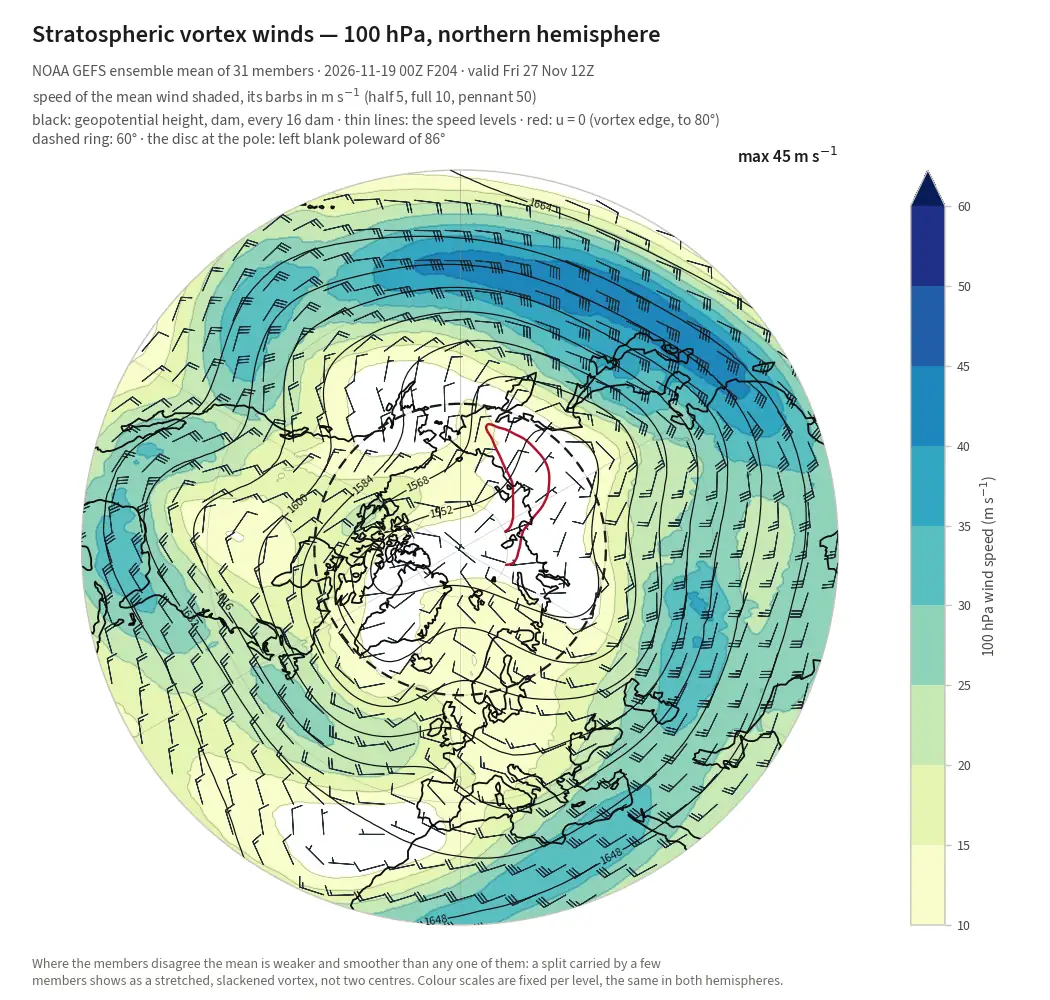 Stratospheric vortex winds — 100 hPa, northern hemisphere
NOAA GEFS ensemble mean of 31 members · 2026-11-19 00Z F204 · valid Fri 27 Nov 12Z
speed of the mean wind shaded, its barbs in m s⁻¹ (half 5, full 10, pennant 50)
black: geopotential height, dam, every 16 dam · thin lines: the speed levels · red: u = 0 (vortex edge, to 80°)
dashed ring: 60° · the disc at the pole: left blank poleward of 86°
max 45 m s⁻¹
1664
60
50
45
40
35
30
25
20
15
10
100 hPa wind speed (m s⁻¹)
1584
1568
1600
1552
1616
1648
1648
Where the members disagree the mean is weaker and smoother than any one of them: a split carried by a few
members shows as a stretched, slackened vortex, not two centres. Colour scales are fixed per level, the same in both hemispheres.